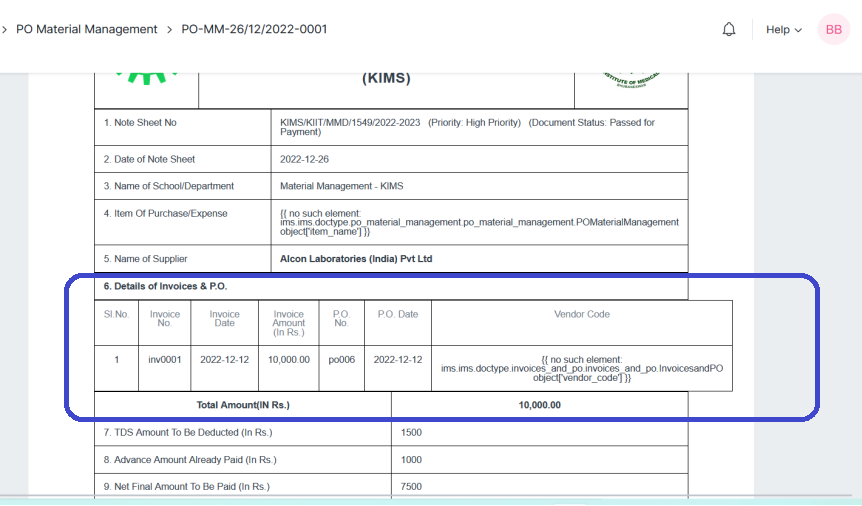 > PO Material Management > PO-MM-26/12/2022-0001
Help
BB
(KIMS)
INSTITUTE OF MEDICAL
1. Note Sheet No
KIMS/KIIT/MMD/1549/2022-2023 (Priority: High Priority) (Document Status: Passed for
Payment)
2. Date of Note Sheet
2022-12-26
3. Name of School/Department
Material Management - KIMS
4. Item Of Purchase/Expense
{{ no such element:
ims.ims.doctype.po_material_management.po_material_management.POMaterialManagement
object['item_name'] }}
5. Name of Supplier
Alcon Laboratories (India) Pvt Ltd
6. Details of Invoices & P.O.
Sl.No.
Invoice
No.
Invoice
Date
Invoice
Amount
(In Rs.)
P.O.
No.
P.O. Date
Vendor Code
1
inv0001
2022-12-12
10,000.00
po006
2022-12-12
{{ no such element:
ims.ims.doctype.invoices_and_po.invoices_and_po.InvoicesandPO
object['vendor_code'] }}
Total Amount(IN Rs.)
10,000.00
7. TDS Amount To Be Deducted (In Rs.)
1500
8. Advance Amount Already Paid (In Rs.)
1000
9. Net Final Amount To Be Paid (In Rs.)
7500